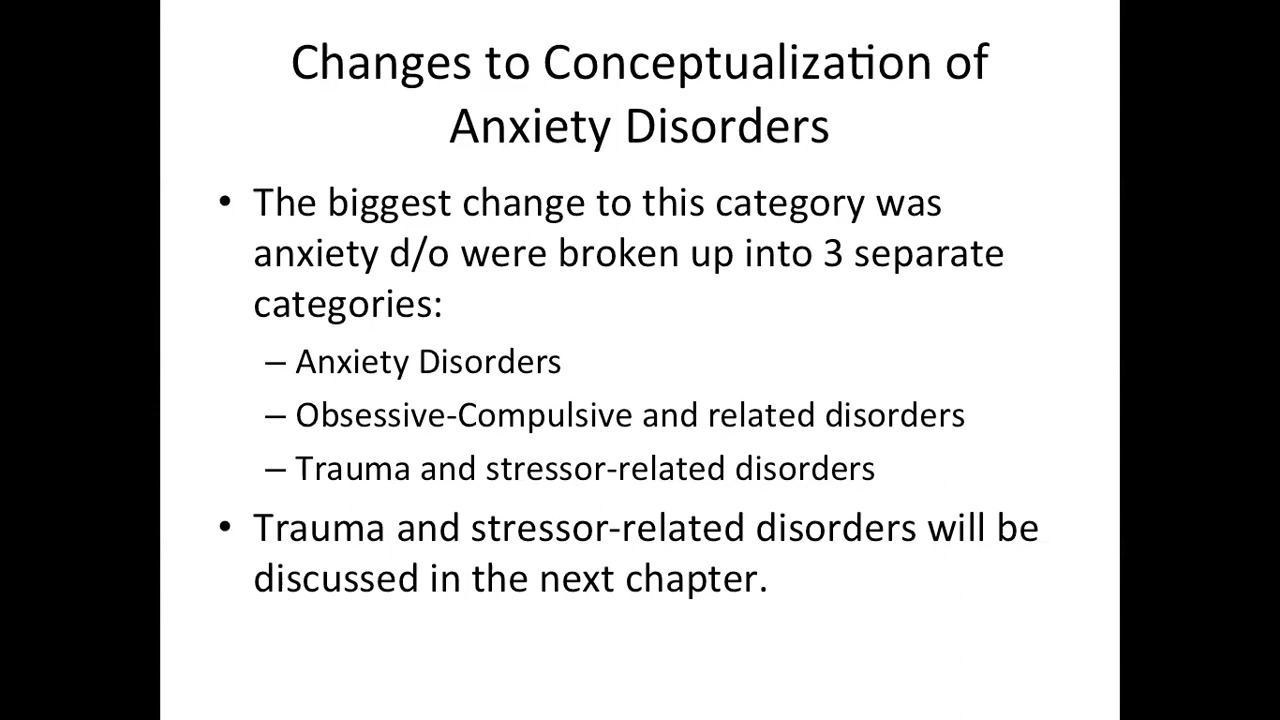 Changes to Conceptualization of
Anxiety Disorders
• The biggest change to this category was
anxiety d/o were broken up into 3 separate
categories:
– Anxiety Disorders
– Obsessive-Compulsive and related disorders
– Trauma and stressor-related disorders
• Trauma and stressor-related disorders will be
discussed in the next chapter.